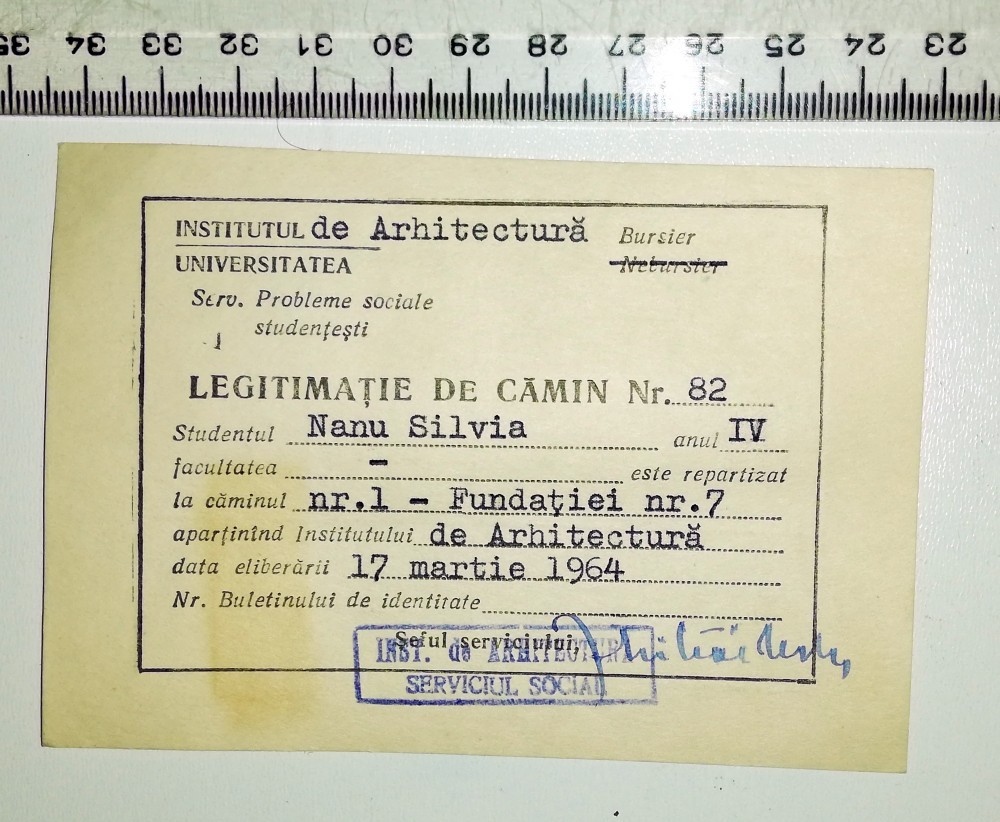 35 34 33 32 31 30 29 28 27 26 25 24 23
INSTITUTUL de Arhitectură Bursier
UNIVERSITATEA Nebursier
Serv. Probleme sociale
studențești
LEGITIMAȚIE DE CĂMIN Nr. 82
Studentul Nanu Silvia anul IV
facultatea - este repartizat
la căminul nr.1 - Fundației nr.7
aparținînd Institutului de Arhitectură
data eliberării 17 martie 1964
Nr. Buletinului de identitate
Șeful serviciului,
INST. de ARHITECTURĂ
SERVICIUL SOCIAL